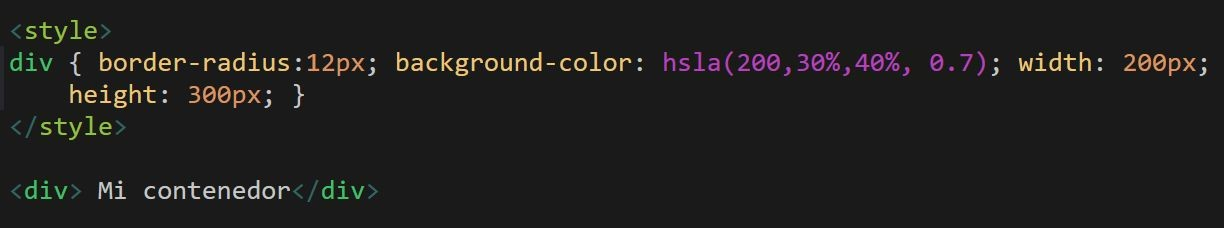 <style>
div { border-radius:12px; background-color: hsla(200,30%,40%, 0.7); width: 200px;
height: 300px; }
</style>
<div> Mi contenedor</div>